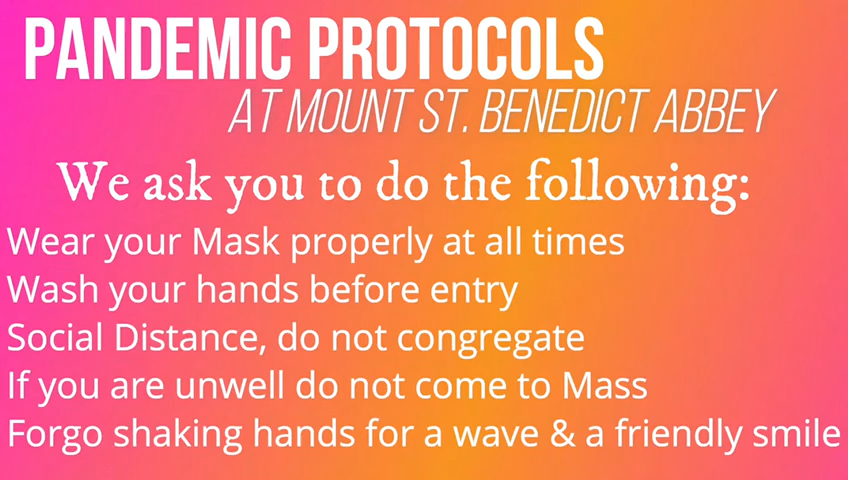 PANDEMIC PROTOCOLS
AT MOUNT ST. BENEDICT ABBEY
We ask you to do the following:
Wear your Mask properly at all times
Wash your hands before entry
Social Distance, do not congregate
If you are unwell do not come to Mass
Forgo shaking hands for a wave & a friendly smile